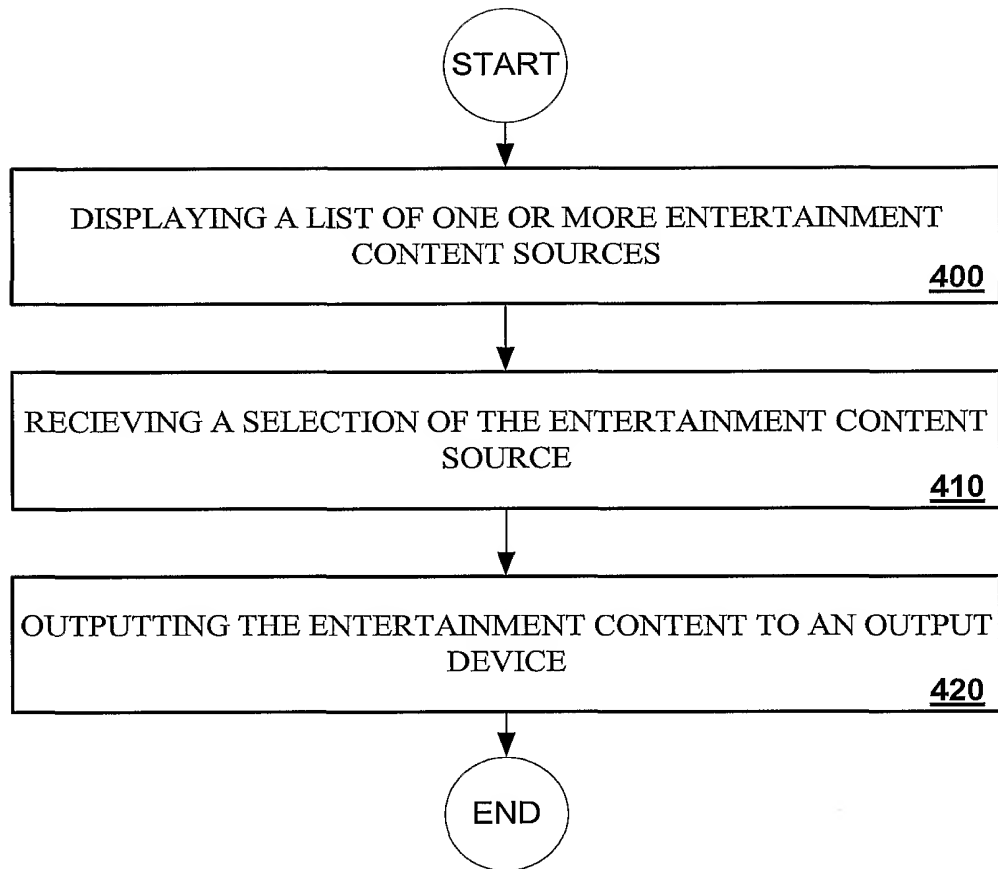 START
DISPLAYING A LIST OF ONE OR MORE ENTERTAINMENT
CONTENT SOURCES
400
RECIEVING A SELECTION OF THE ENTERTAINMENT CONTENT
SOURCE
410
OUTPUTTING THE ENTERTAINMENT CONTENT TO AN OUTPUT
DEVICE
420
END